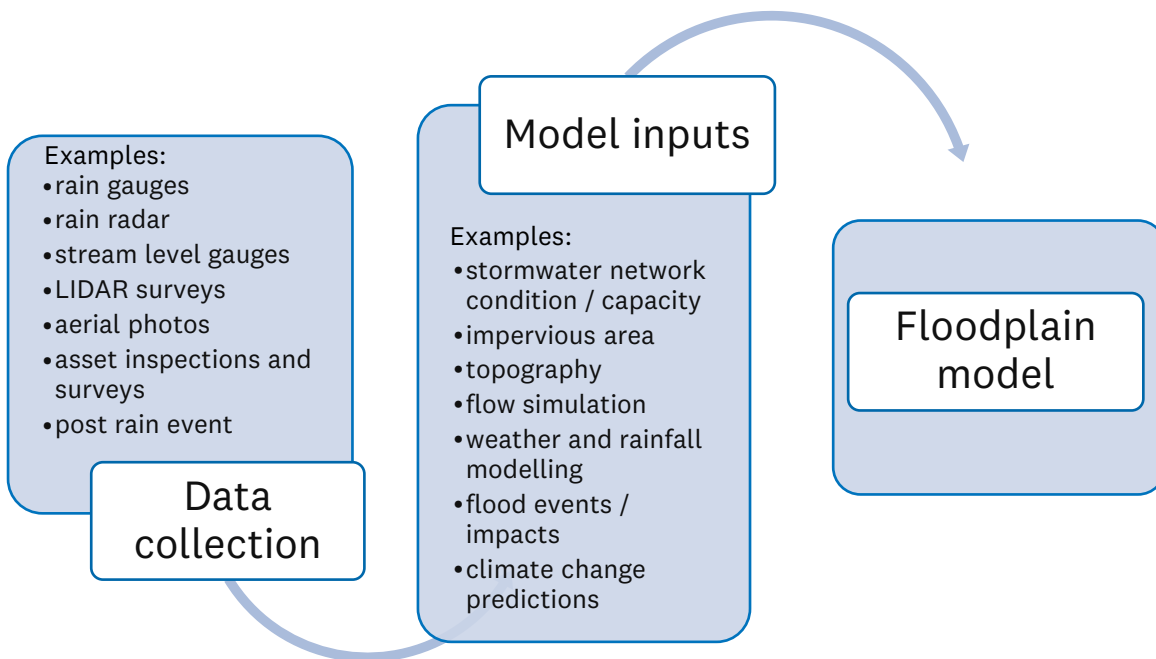 Examples:
•rain gauges
•rain radar
•stream level gauges
•LIDAR surveys
•aerial photos
•asset inspections and
surveys
•post rain event
Data
collection
Model inputs
Examples:
•stormwater network
condition / capacity
•impervious area
•topography
•flow simulation
•weather and rainfall
modelling
•flood events /
impacts
•climate change
predictions
Floodplain
model